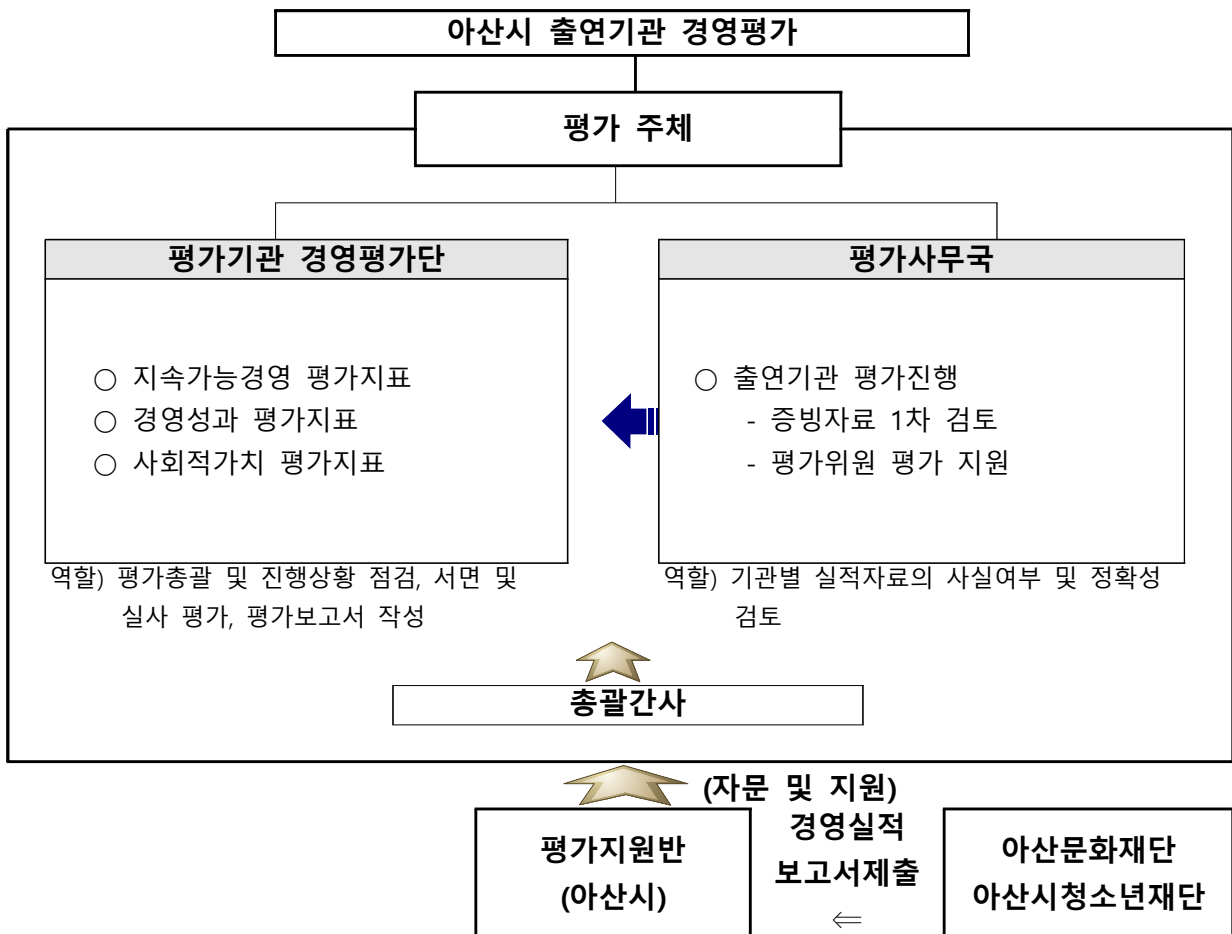 아산시 출연기관 경영평가
평가 주체
평가기관 경영평가단
○ 지속가능경영 평가지표
○ 경영성과 평가지표
○ 사회적가치 평가지표
역할) 평가총괄 및 진행상황 점검, 서면 및
실사 평가, 평가보고서 작성
평가사무국
○ 출연기관 평가진행
- 증빙자료 1차 검토
- 평가위원 평가 지원
역할) 기관별 실적자료의 사실여부 및 정확성
검토
총괄간사
(자문 및 지원)
평가지원반
(아산시)
경영실적
보고서제출
⇐
아산문화재단
아산시청소년재단